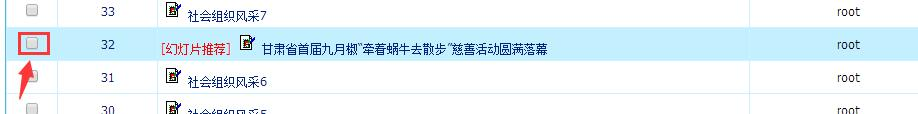 33 社会组织风采7 root
32 [幻灯片推荐] 甘肃省首届九月椒“牵着蜗牛去散步”慈善活动圆满落幕 root
31 社会组织风采6 root
30 社会组织风采5 root